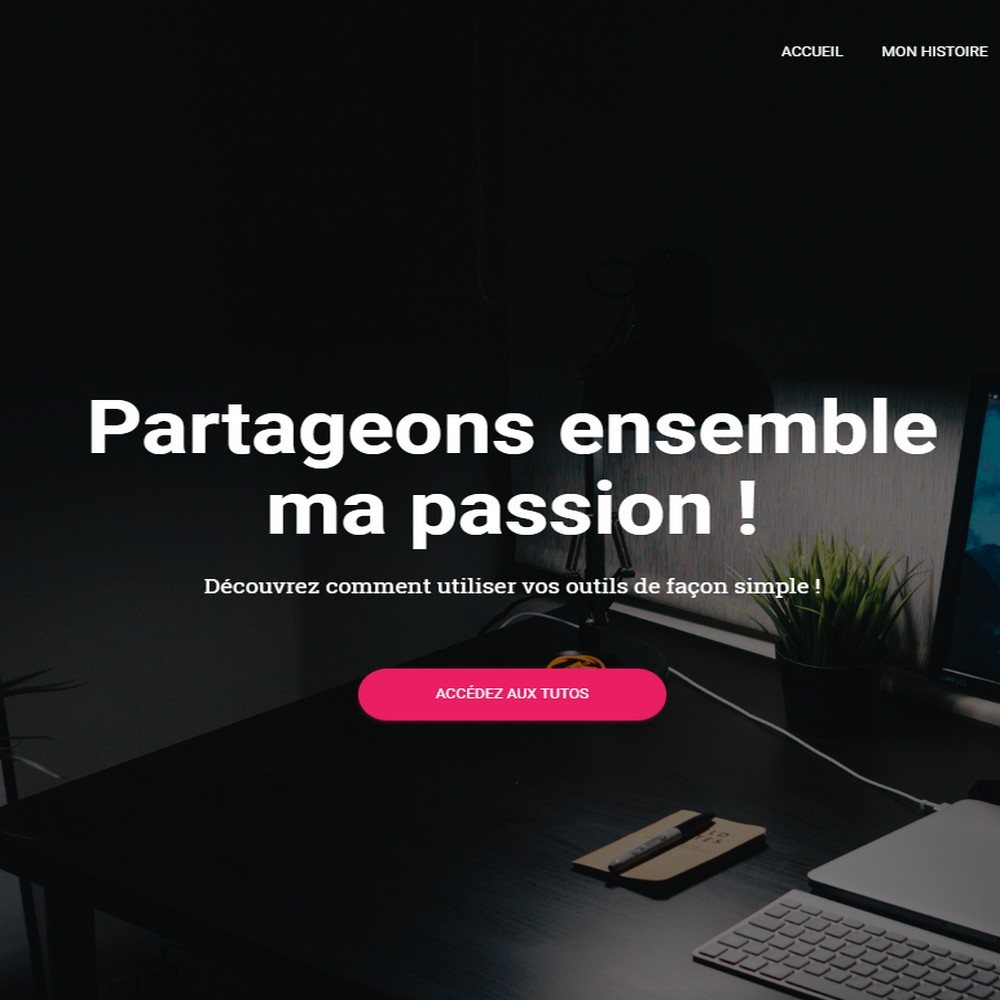 ACCUEIL MON HISTOIRE
Partageons ensemble
ma passion !
Découvrez comment utiliser vos outils de façon simple !
ACCÉDEZ AUX TUTOS